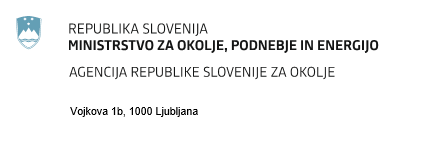 REPUBLIKA SLOVENIJA
MINISTRSTVO ZA OKOLJE, PODNEBJE IN ENERGIJO
AGENCIJA REPUBLIKE SLOVENIJE ZA OKOLJE
Vojkova 1b, 1000 Ljubljana